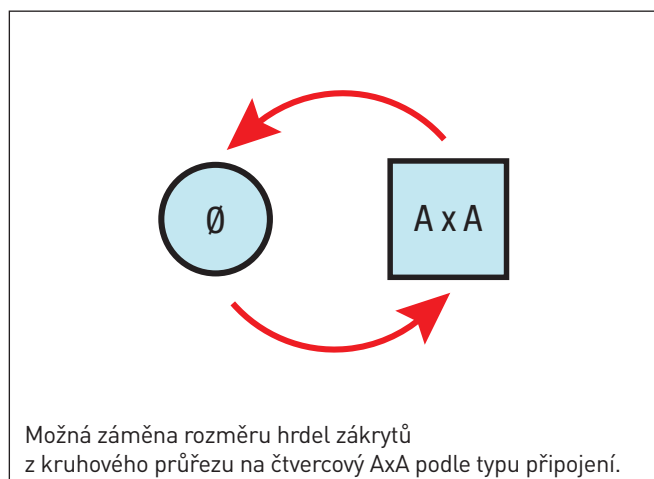 Ø
A x A
Možná záměna rozměru hrdel zákrytů
z kruhového průřezu na čtvercový AxA podle typu připojení.